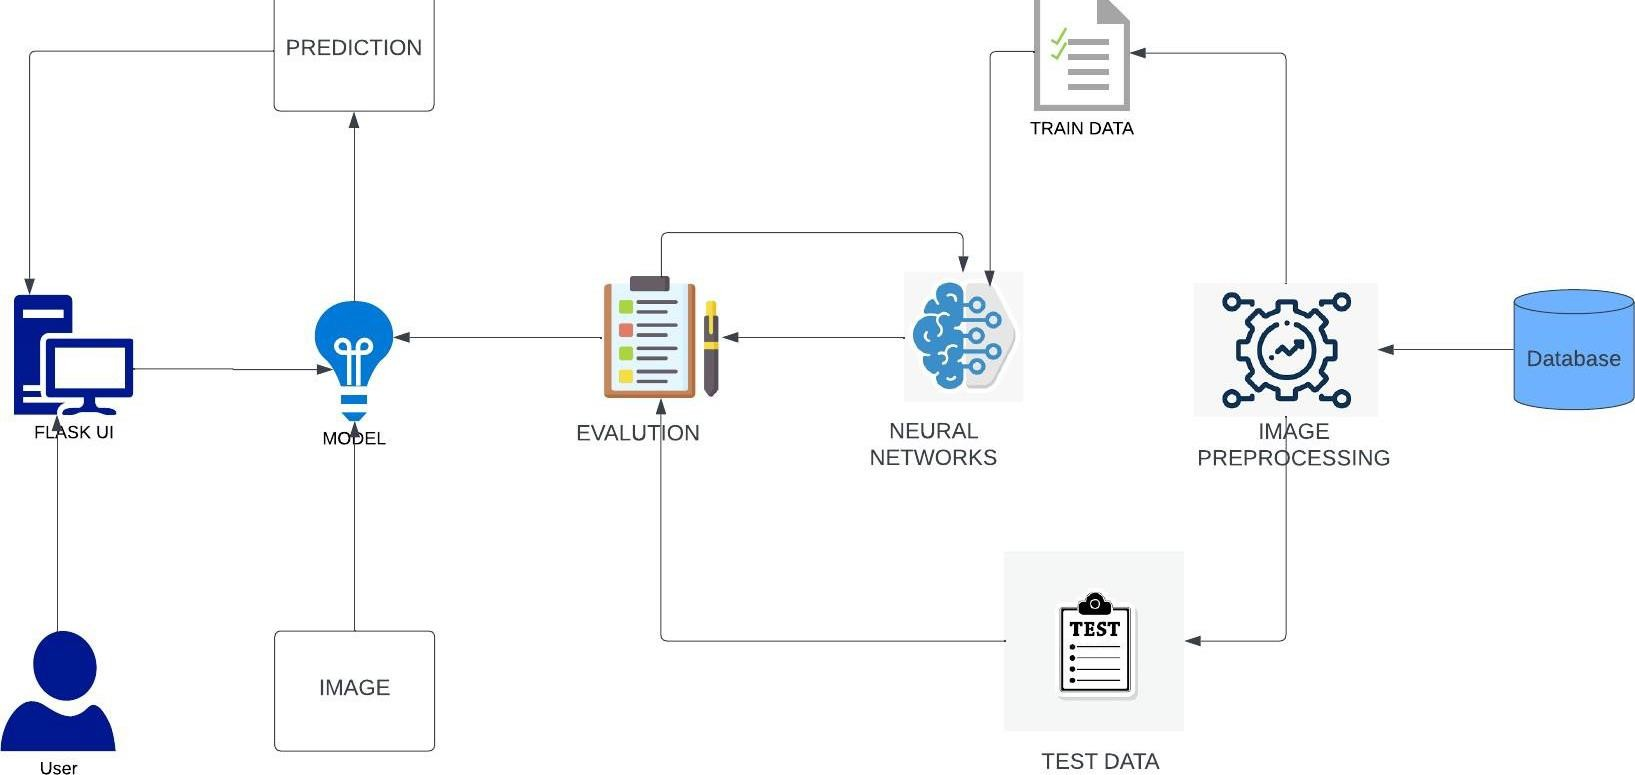 PREDICTION
TRAIN DATA
FLASK UI
MODEL
EVALUTION
NEURAL
NETWORKS
IMAGE
PREPROCESSING
Database
TEST
IMAGE
TEST DATA
User